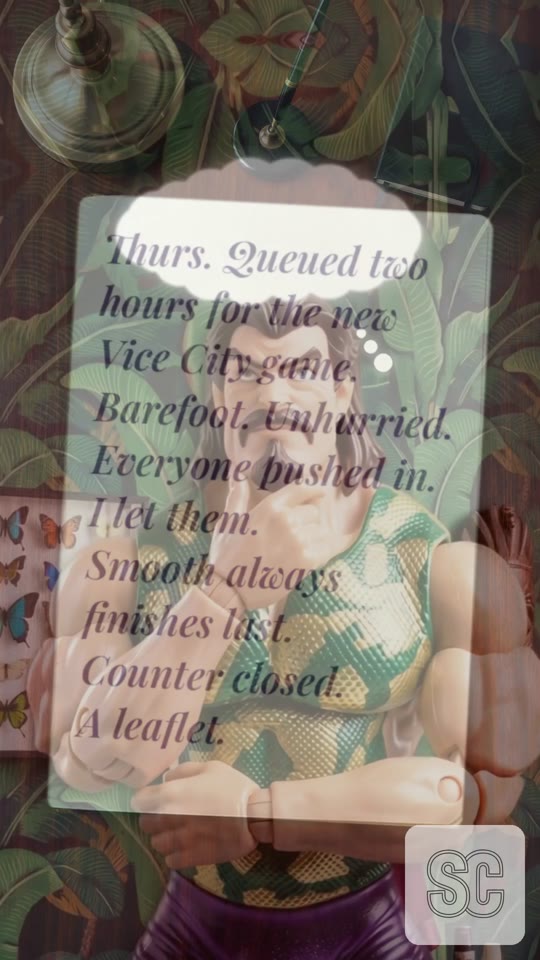 Thurs. Queued two
hours for the new
Vice City game.
Barefoot. Unhurried.
Everyone pushed in.
I let them.
Smooth always
finishes last.
Counter closed.
A leaflet.
SC